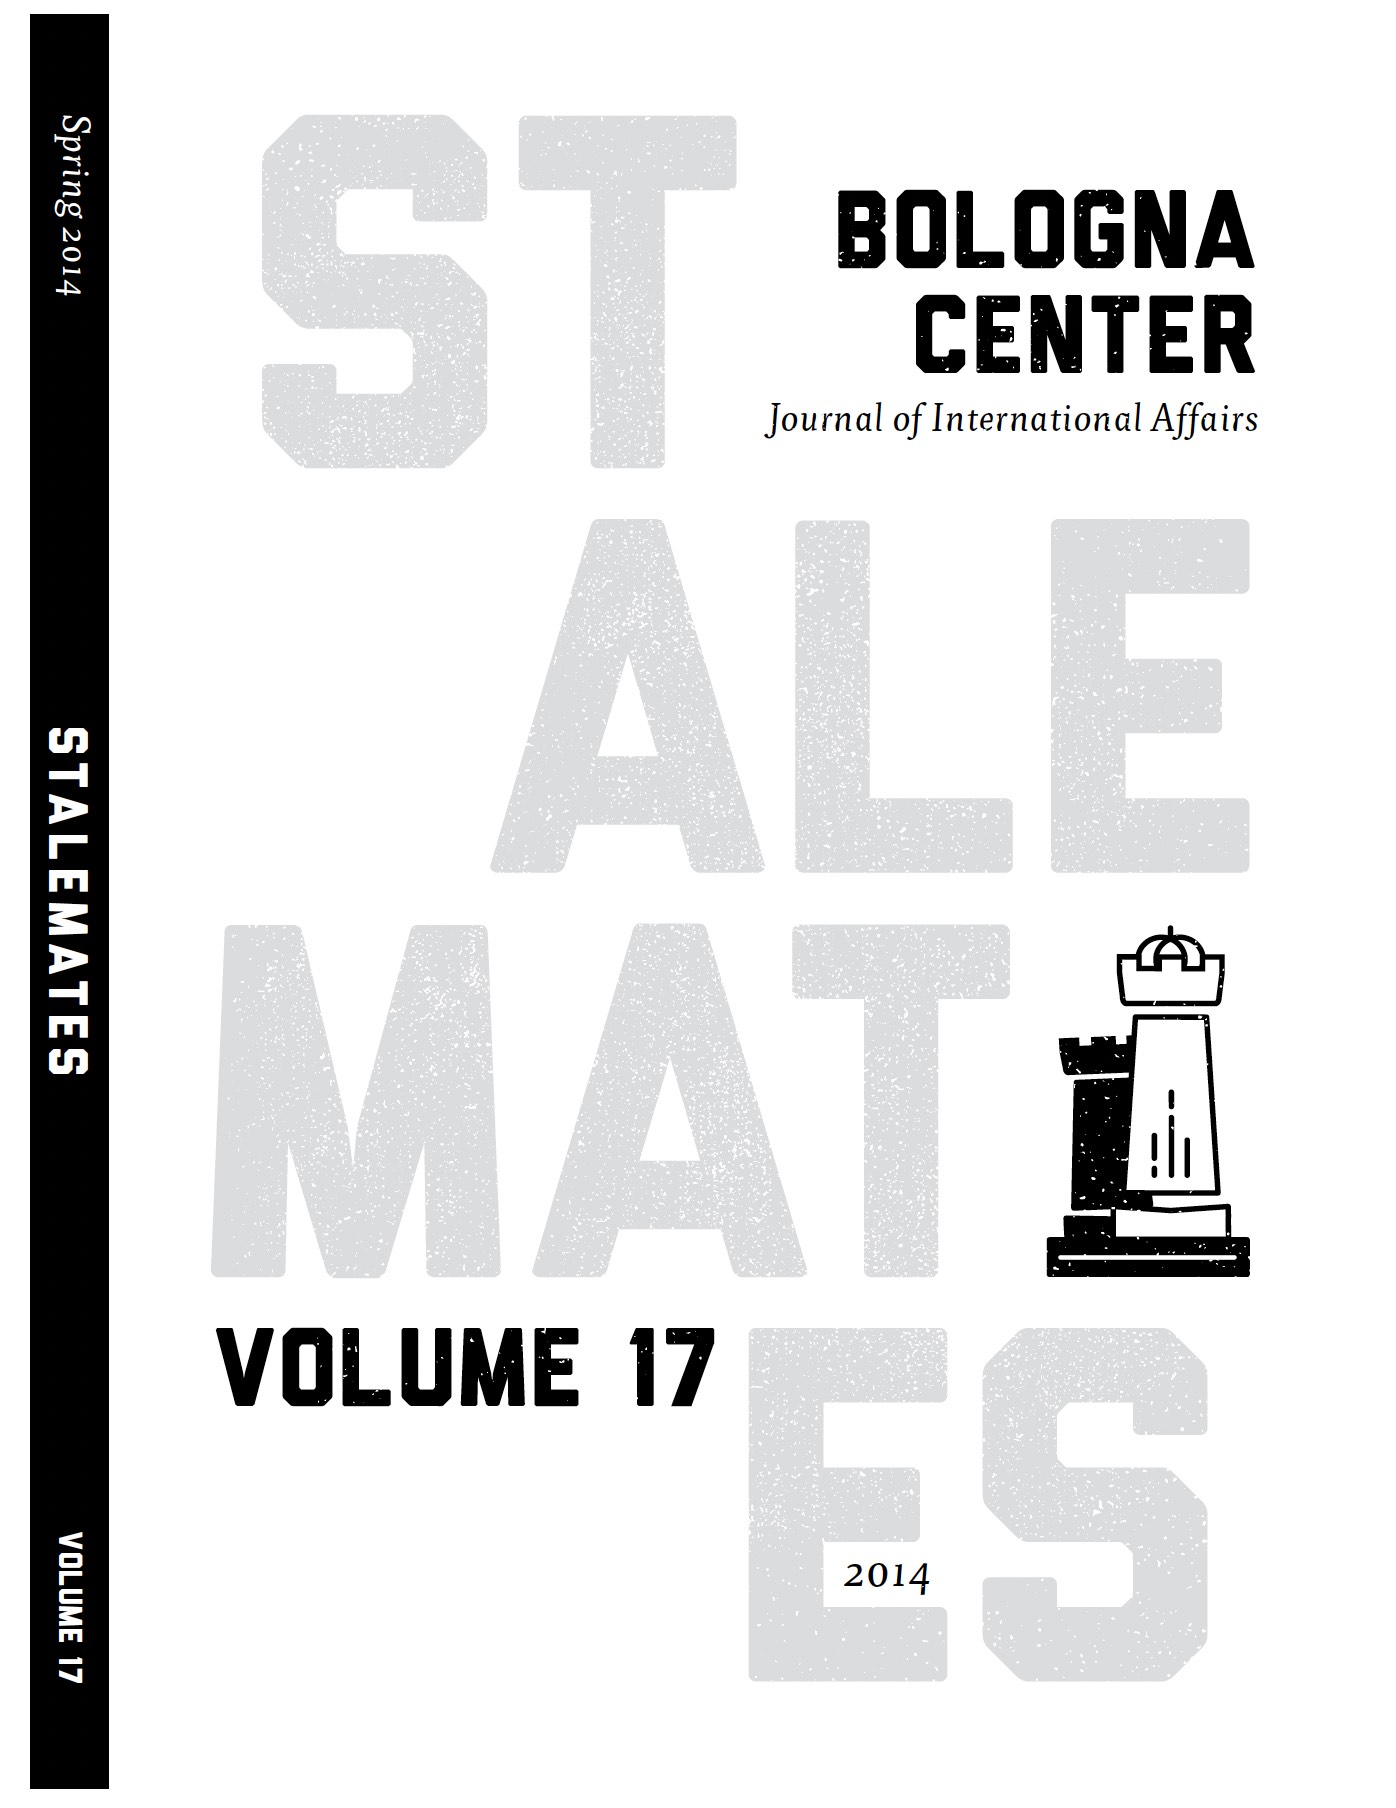 Spring 2014
STALEMATES
VOLUME 17
ST
BOLOGNA
CENTER
Journal of International Affairs
ALE
MAT
VOLUME 17
ES
2014